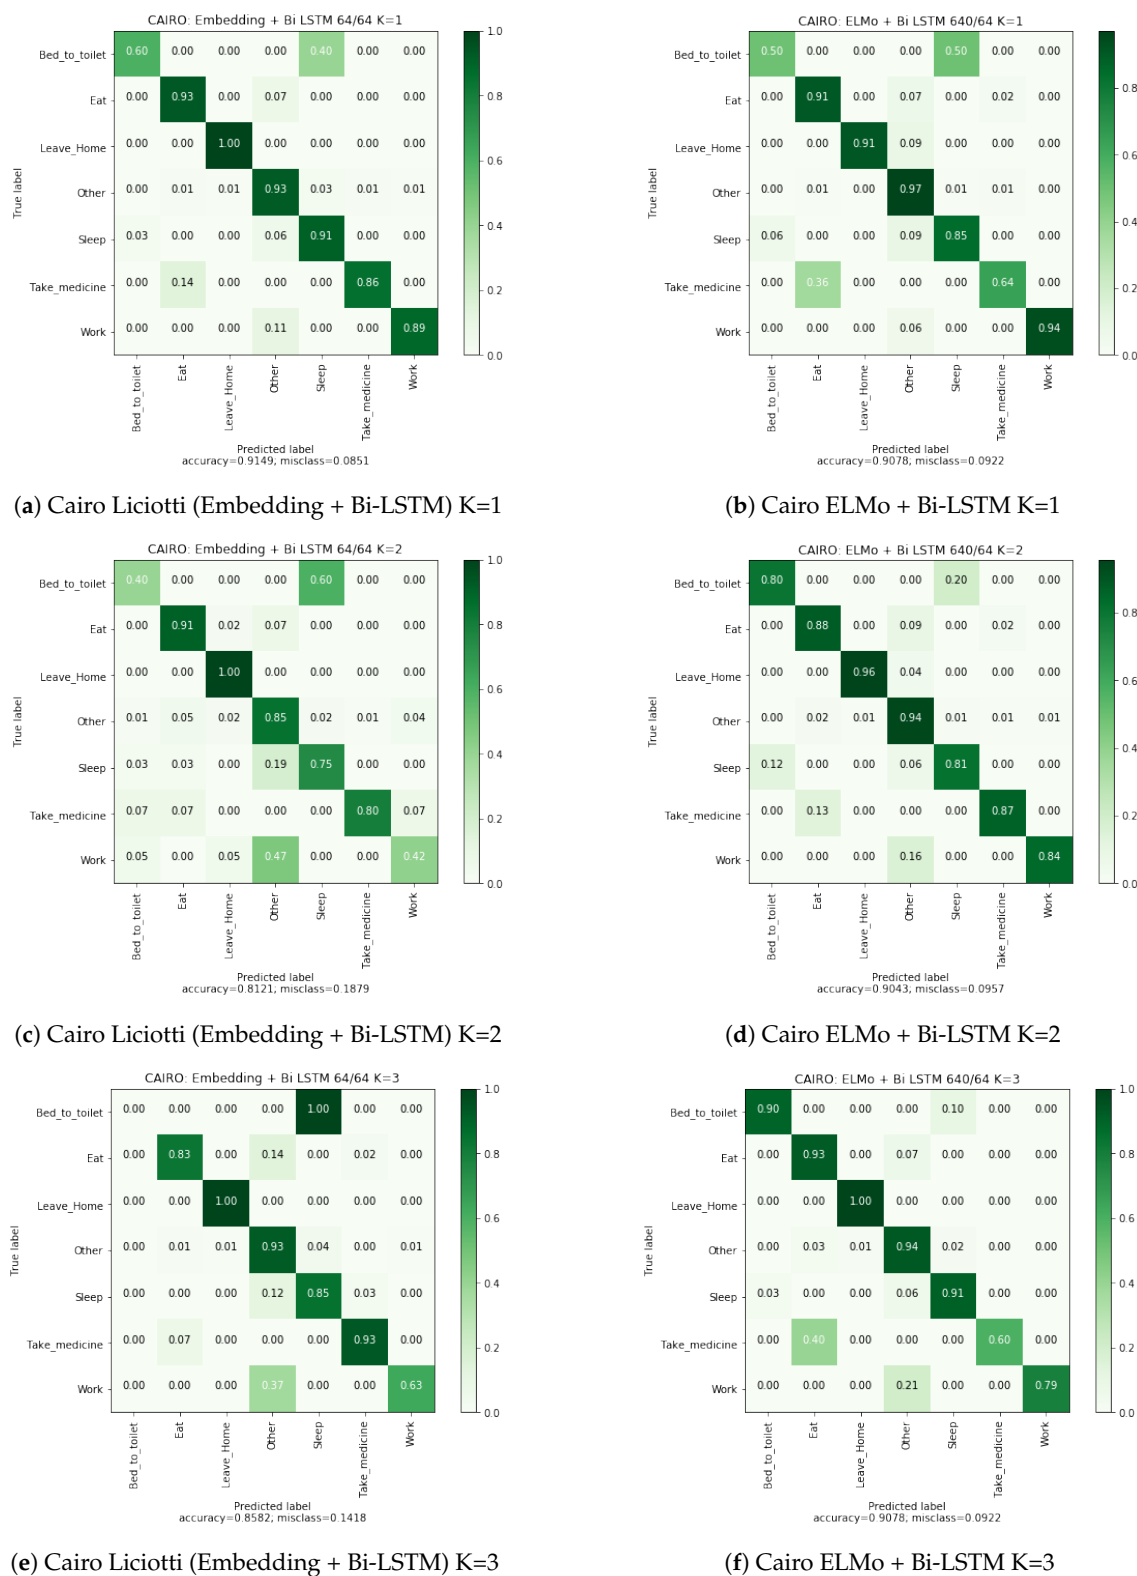 CAIRO: Embedding + Bi LSTM 64/64 K=1
True label
Bed_to_toilet 0.60 0.00 0.00 0.00 0.40 0.00 0.00
Eat 0.00 0.93 0.00 0.07 0.00 0.00 0.00
Leave_Home 0.00 0.00 1.00 0.00 0.00 0.00 0.00
Other 0.00 0.01 0.01 0.93 0.03 0.01 0.01
Sleep 0.03 0.00 0.00 0.06 0.91 0.00 0.00
Take_medicine 0.00 0.14 0.00 0.00 0.00 0.86 0.00
Work 0.00 0.00 0.00 0.11 0.00 0.00 0.89
Bed_to_toilet Eat Leave_Home Other Sleep Take_medicine Work
Predicted label
accuracy=0.9149; misclass=0.0851
1.0
0.8
0.6
0.4
0.2
0.0
(a) Cairo Liciotti (Embedding + Bi-LSTM) K=1
CAIRO: ELMo + Bi LSTM 640/64 K=1
True label
Bed_to_toilet 0.50 0.00 0.00 0.00 0.50 0.00 0.00
Eat 0.00 0.91 0.00 0.07 0.00 0.02 0.00
Leave_Home 0.00 0.00 0.91 0.09 0.00 0.00 0.00
Other 0.00 0.01 0.00 0.97 0.01 0.01 0.00
Sleep 0.06 0.00 0.00 0.09 0.85 0.00 0.00
Take_medicine 0.00 0.36 0.00 0.00 0.00 0.64 0.00
Work 0.00 0.00 0.00 0.06 0.00 0.00 0.94
Bed_to_toilet Eat Leave_Home Other Sleep Take_medicine Work
Predicted label
accuracy=0.9078; misclass=0.0922
0.8
0.6
0.4
0.2
0.0
(b) Cairo ELMo + Bi-LSTM K=1
CAIRO: Embedding + Bi LSTM 64/64 K=2
True label
Bed_to_toilet 0.40 0.00 0.00 0.00 0.60 0.00 0.00
Eat 0.00 0.91 0.02 0.07 0.00 0.00 0.00
Leave_Home 0.00 0.00 1.00 0.00 0.00 0.00 0.00
Other 0.01 0.05 0.02 0.85 0.02 0.01 0.04
Sleep 0.03 0.03 0.00 0.19 0.75 0.00 0.00
Take_medicine 0.07 0.07 0.00 0.00 0.00 0.80 0.07
Work 0.05 0.00 0.05 0.47 0.00 0.00 0.42
Bed_to_toilet Eat Leave_Home Other Sleep Take_medicine Work
Predicted label
accuracy=0.8121; misclass=0.1879
1.0
0.8
0.6
0.4
0.2
0.0
(c) Cairo Liciotti (Embedding + Bi-LSTM) K=2
CAIRO: ELMo + Bi LSTM 640/64 K=2
True label
Bed_to_toilet 0.80 0.00 0.00 0.00 0.20 0.00 0.00
Eat 0.00 0.88 0.00 0.09 0.00 0.02 0.00
Leave_Home 0.00 0.00 0.96 0.04 0.00 0.00 0.00
Other 0.00 0.02 0.01 0.94 0.01 0.01 0.01
Sleep 0.12 0.00 0.00 0.06 0.81 0.00 0.00
Take_medicine 0.00 0.13 0.00 0.00 0.00 0.87 0.00
Work 0.00 0.00 0.00 0.16 0.00 0.00 0.84
Bed_to_toilet Eat Leave_Home Other Sleep Take_medicine Work
Predicted label
accuracy=0.9043; misclass=0.0957
0.8
0.6
0.4
0.2
0.0
(d) Cairo ELMo + Bi-LSTM K=2
CAIRO: Embedding + Bi LSTM 64/64 K=3
True label
Bed_to_toilet 0.00 0.00 0.00 0.00 1.00 0.00 0.00
Eat 0.00 0.83 0.00 0.14 0.00 0.02 0.00
Leave_Home 0.00 0.00 1.00 0.00 0.00 0.00 0.00
Other 0.00 0.01 0.01 0.93 0.04 0.00 0.01
Sleep 0.00 0.00 0.00 0.12 0.85 0.03 0.00
Take_medicine 0.00 0.07 0.00 0.00 0.00 0.93 0.00
Work 0.00 0.00 0.00 0.37 0.00 0.00 0.63
Bed_to_toilet Eat Leave_Home Other Sleep Take_medicine Work
Predicted label
accuracy=0.8582; misclass=0.1418
1.0
0.8
0.6
0.4
0.2
0.0
(e) Cairo Liciotti (Embedding + Bi-LSTM) K=3
CAIRO: ELMo + Bi LSTM 640/64 K=3
True label
Bed_to_toilet 0.90 0.00 0.00 0.00 0.10 0.00 0.00
Eat 0.00 0.93 0.00 0.07 0.00 0.00 0.00
Leave_Home 0.00 0.00 1.00 0.00 0.00 0.00 0.00
Other 0.00 0.03 0.01 0.94 0.02 0.00 0.00
Sleep 0.03 0.00 0.00 0.06 0.91 0.00 0.00
Take_medicine 0.00 0.40 0.00 0.00 0.00 0.60 0.00
Work 0.00 0.00 0.00 0.21 0.00 0.00 0.79
Bed_to_toilet Eat Leave_Home Other Sleep Take_medicine Work
Predicted label
accuracy=0.9078; misclass=0.0922
1.0
0.8
0.6
0.4
0.2
0.0
(f) Cairo ELMo + Bi-LSTM K=3